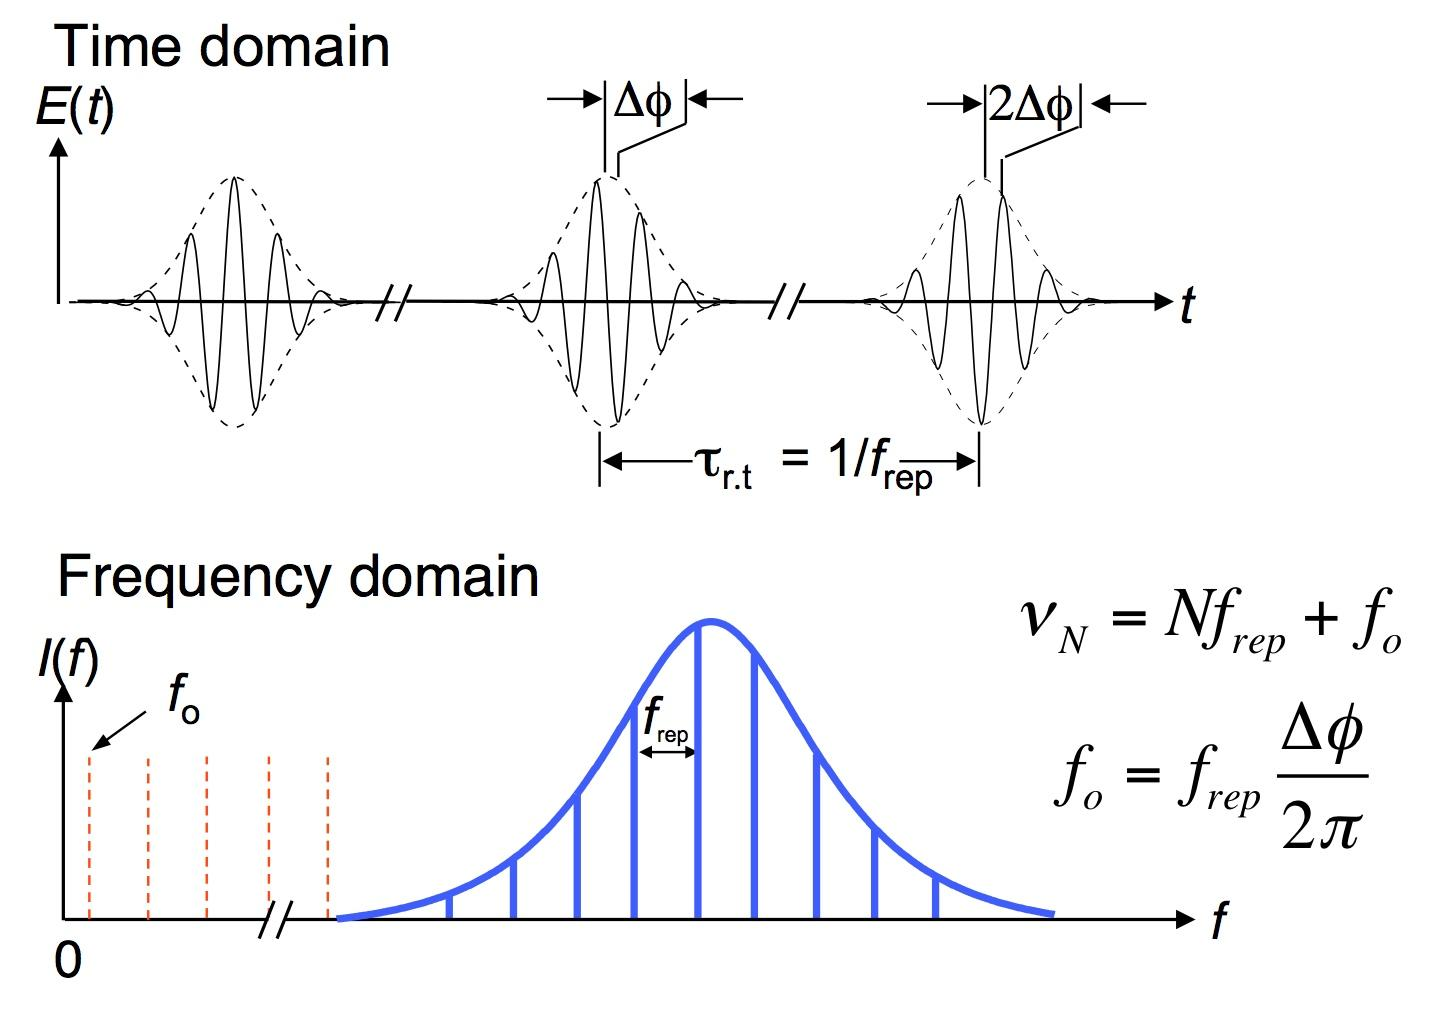 Time domain
E(t)
Δϕ
2Δϕ
t
τr.t = 1/frep
Frequency domain
I(f)
fo
frep
f
0
νN = Nfrep + fo
fo = frep Δϕ/2π